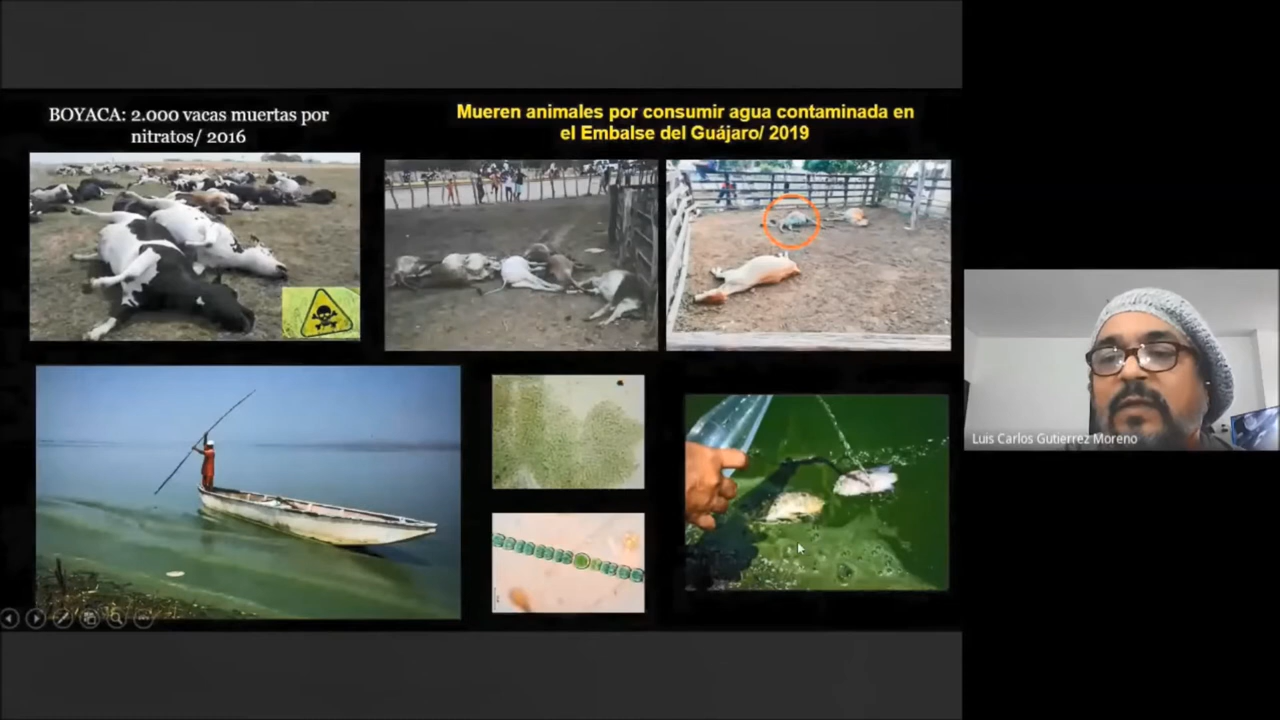 BOYACA: 2.000 vacas muertas por
nitratos/ 2016
Mueren animales por consumir agua contaminada en
el Embalse del Guájaro/ 2019
Luis Carlos Gutierrez Moreno